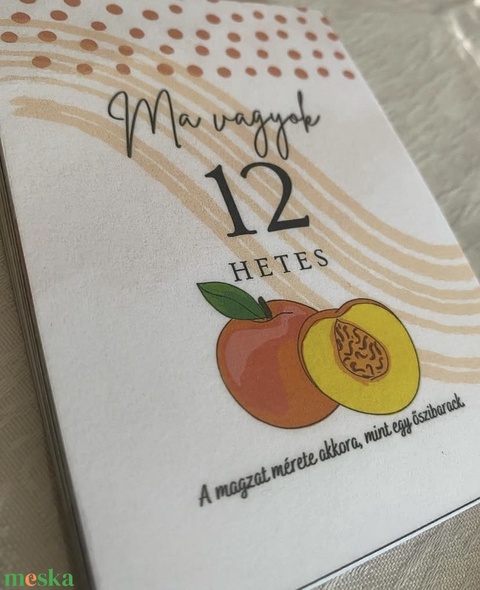 Ma vagyok
12
HETES
A magzat mérete akkora, mint egy őszibarack.
meska